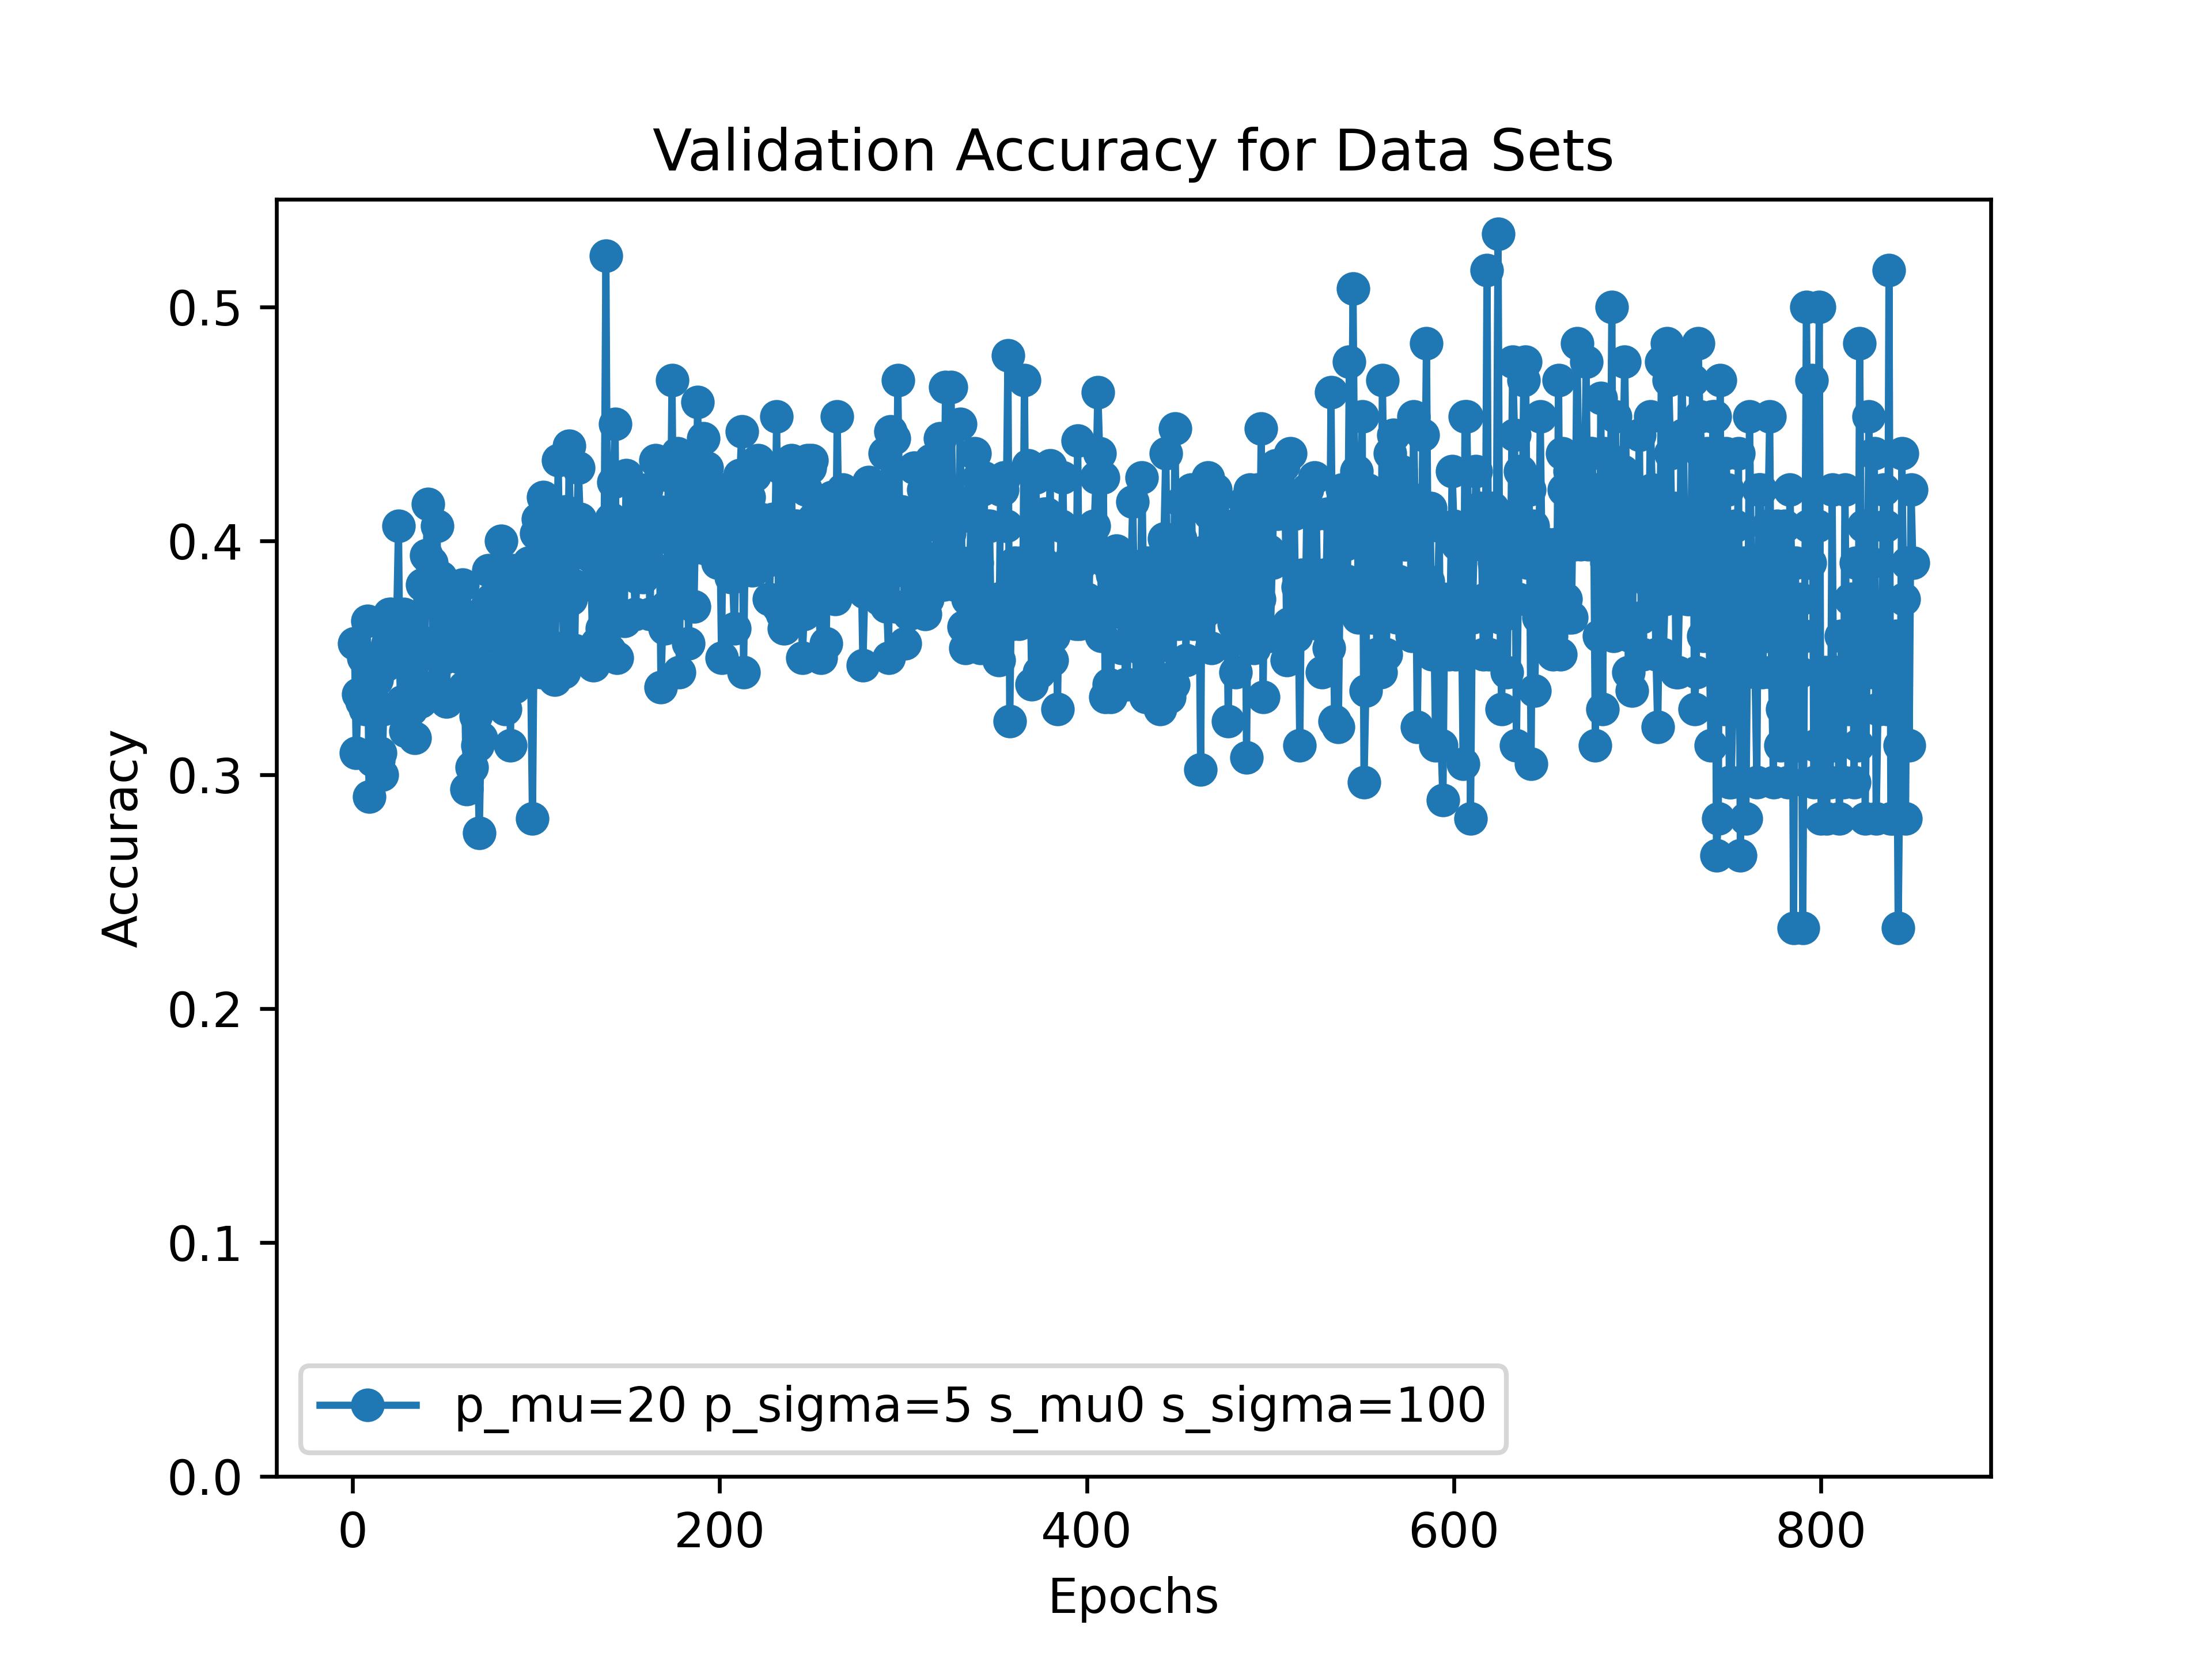 Validation Accuracy for Data Sets
0.5
0.4
0.3
0.2
0.1
0.0
Accuracy
p_mu=20 p_sigma=5 s_mu0 s_sigma=100
0 200 400 600 800
Epochs